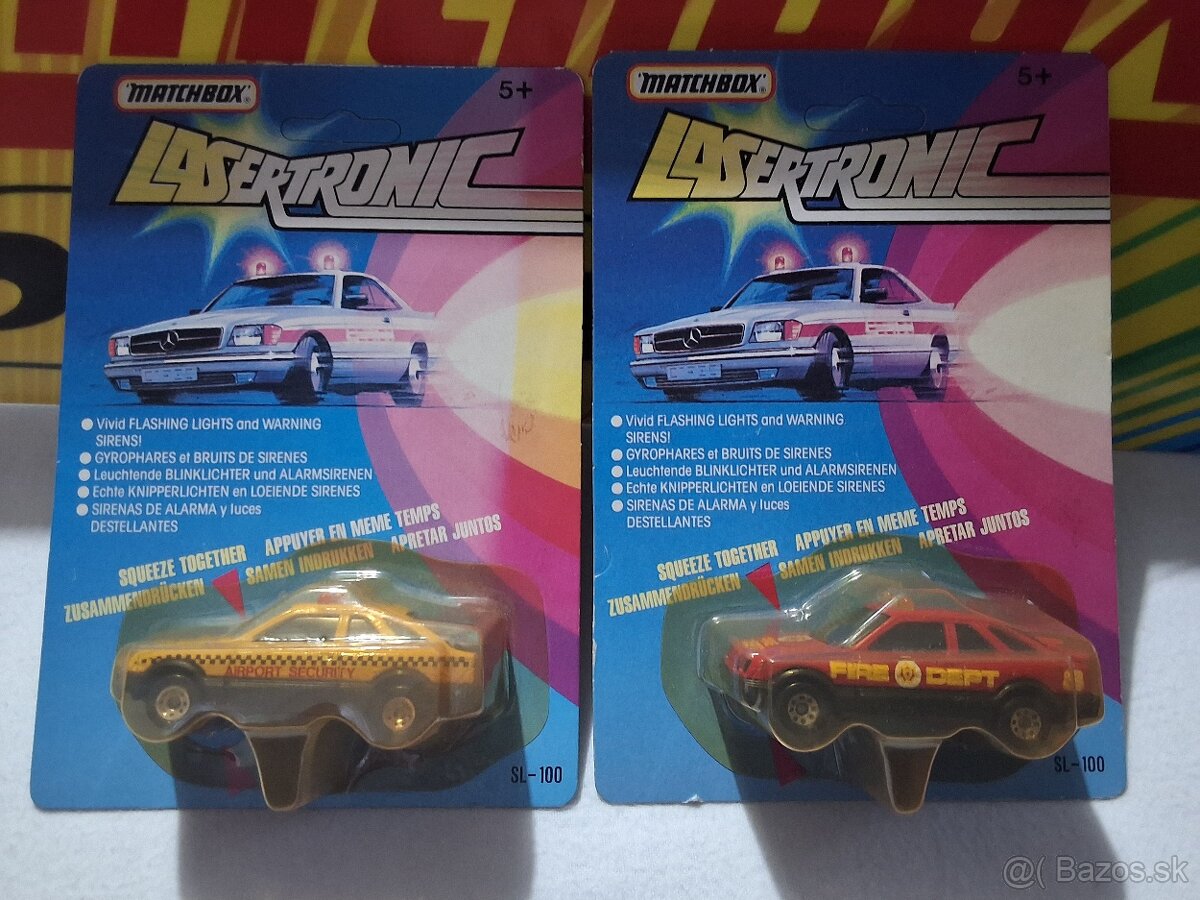 MATCHBOX
5+
LASERTRONIC
Vivid FLASHING LIGHTS and WARNING
SIRENS!
GYROPHARES et BRUITS DE SIRENES
Leuchtende BLINKLICHTER und ALARMSIRENEN
Echte KNIPPERLICHTEN en LOEIENDE SIRENES
SIRENAS DE ALARMA y luces
DESTELLANTES
SQUEEZE TOGETHER APPUYER EN MEME TEMPS
ZUSAMMENDRÜCKEN SAMEN INDRUKKEN APRETAR JUNTOS
AIRPORT SECURITY
SL-100
MATCHBOX
5+
LASERTRONIC
Vivid FLASHING LIGHTS and WARNING
SIRENS!
GYROPHARES et BRUITS DE SIRENES
Leuchtende BLINKLICHTER und ALARMSIRENEN
Echte KNIPPERLICHTEN en LOEIENDE SIRENES
SIRENAS DE ALARMA y luces
DESTELLANTES
SQUEEZE TOGETHER APPUYER EN MEME TEMPS
ZUSAMMENDRÜCKEN SAMEN INDRUKKEN APRETAR JUNTOS
FIRE DEPT
SL-100
@( Bazos.sk